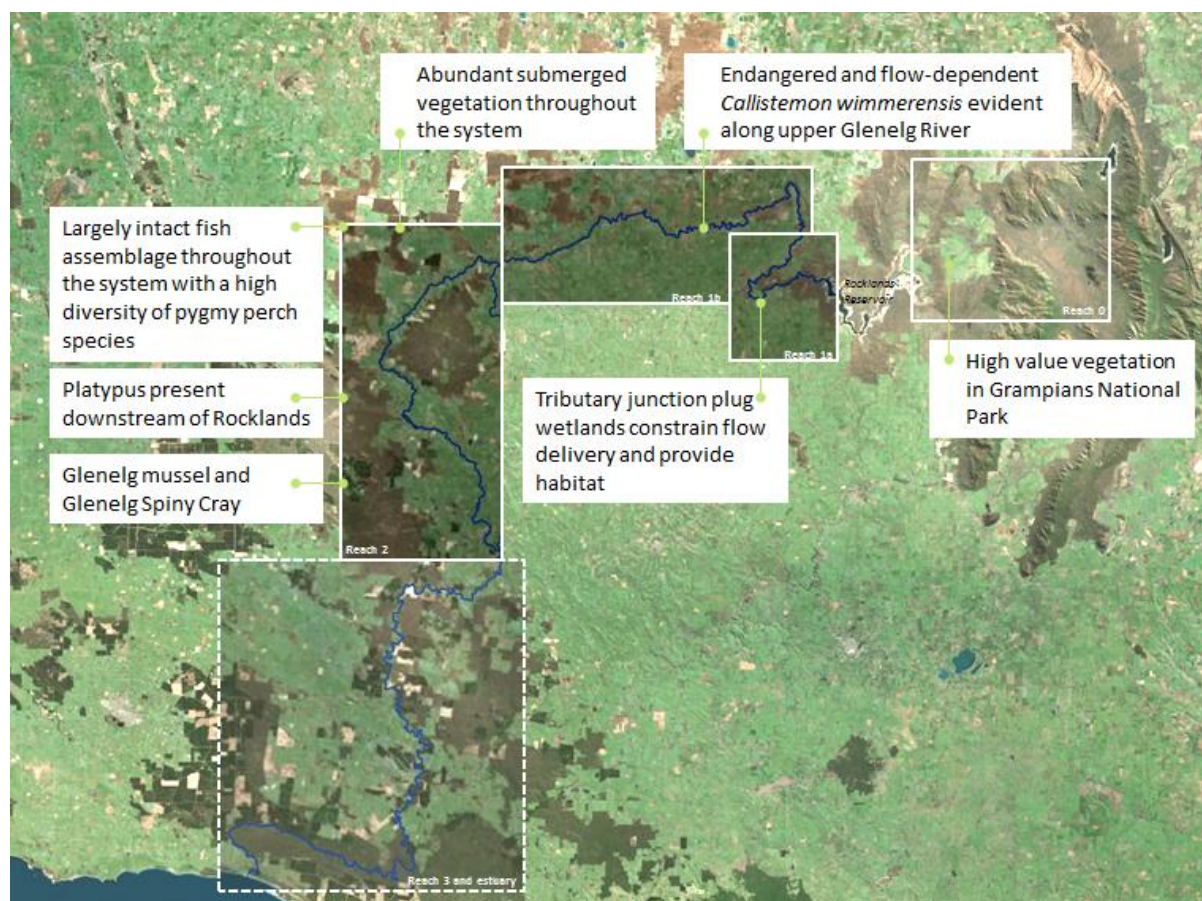 Abundant submerged
vegetation throughout
the system
Endangered and flow-dependent
Callistemon wimmerensis evident
along upper Glenelg River
Largely intact fish
assemblage throughout
the system with a high
diversity of pygmy perch
species
Platypus present
downstream of Rocklands
Glenelg mussel and
Glenelg Spiny Cray
Tributary junction plug
wetlands constrain flow
delivery and provide
habitat
High value vegetation
in Grampians National
Park
Rocklands
Reservoir
Reach 0
Reach 1b
Reach 1a
Reach 2
Reach 3 and estuary